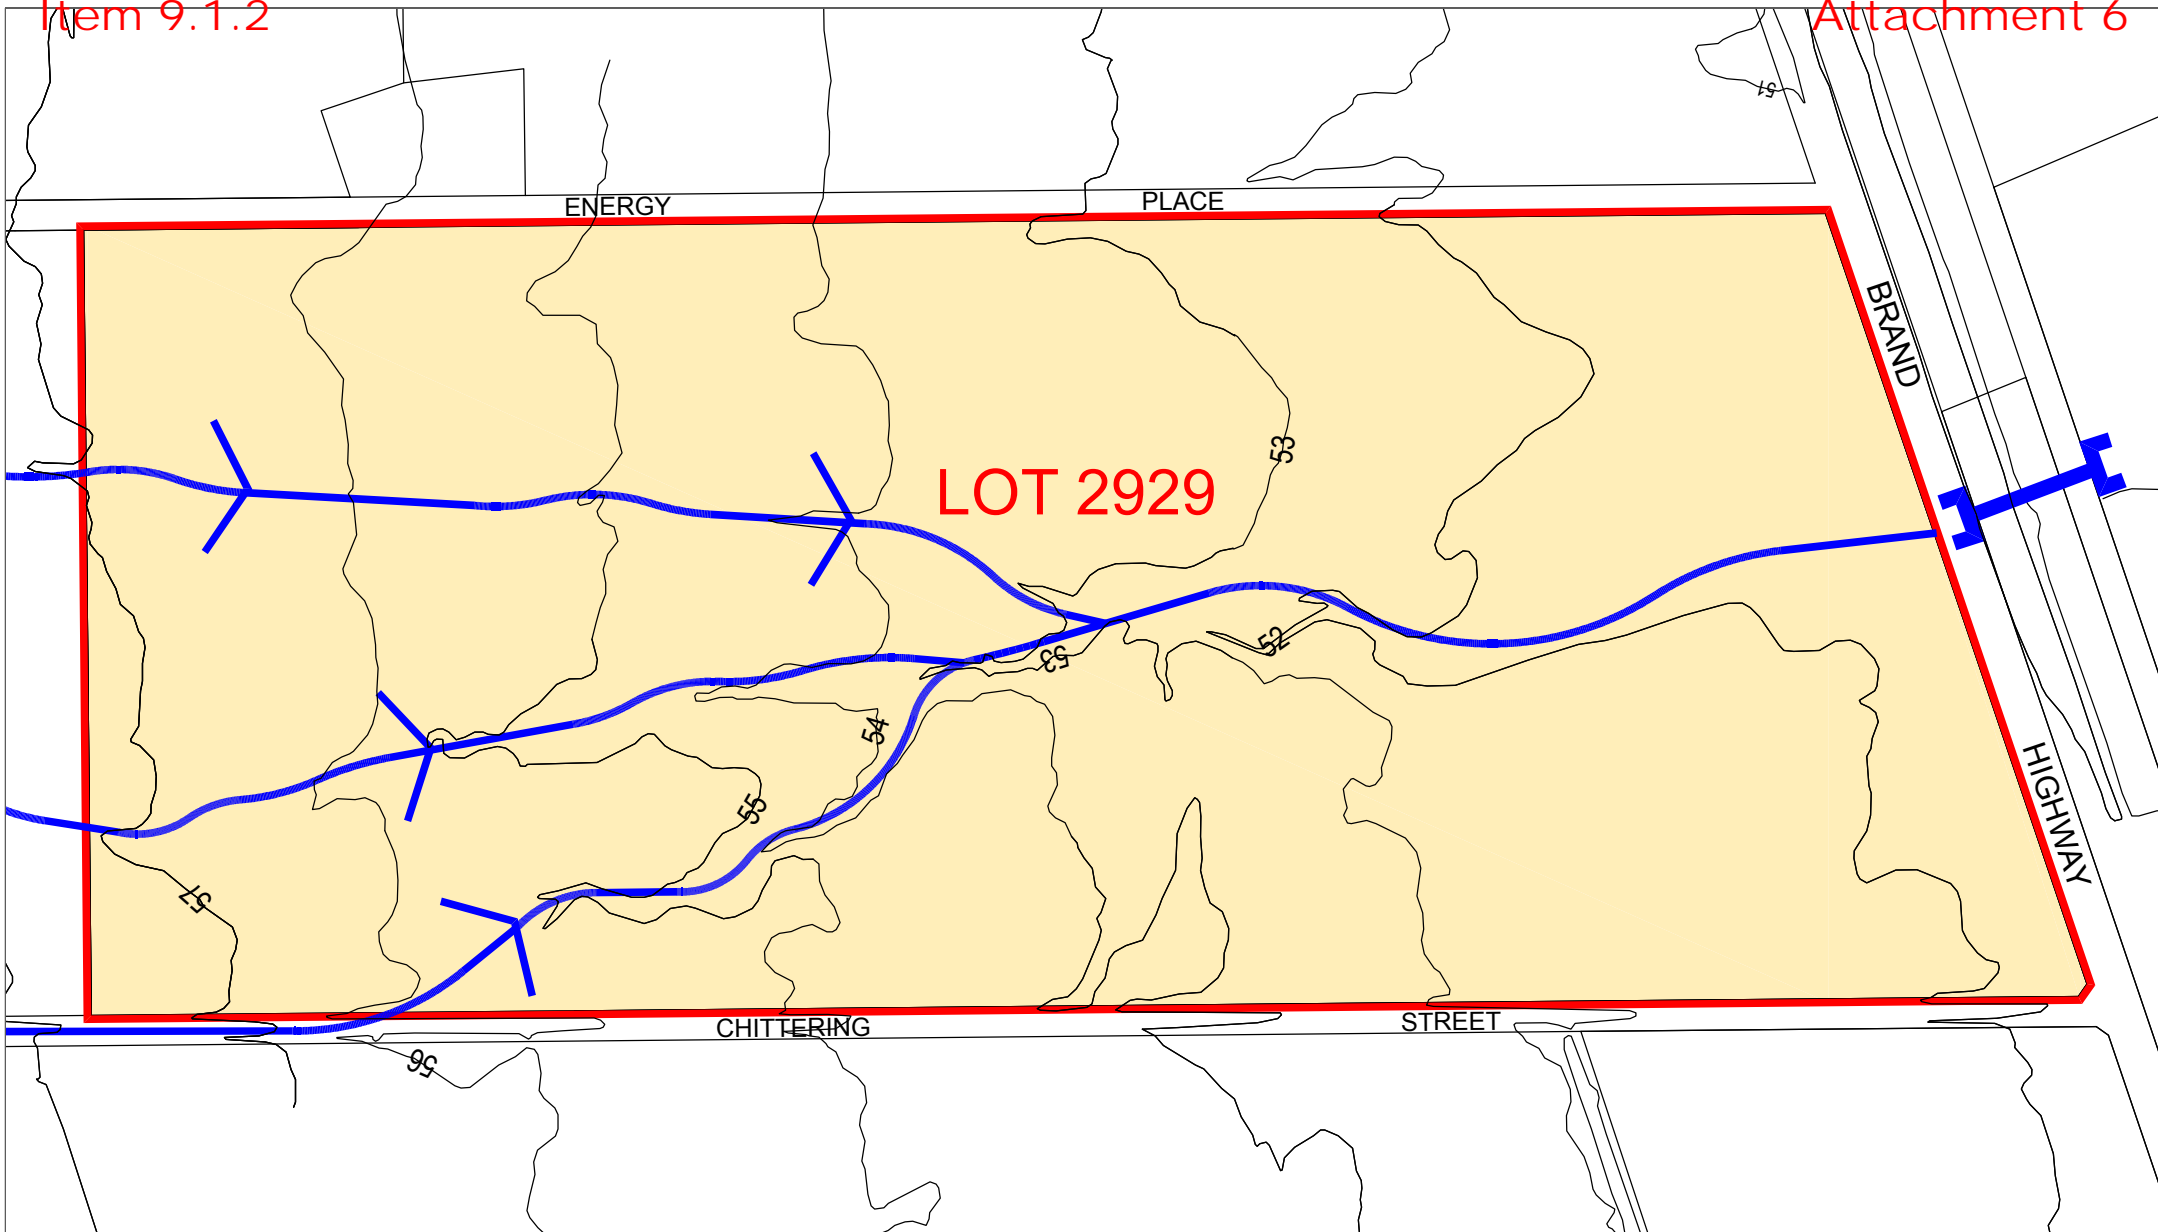 Item 9.1.2
Attachment 6
51
ENERGY PLACE
BRAND
53
LOT 2929
52
53
54
55
57
HIGHWAY
CHITTERING STREET
56